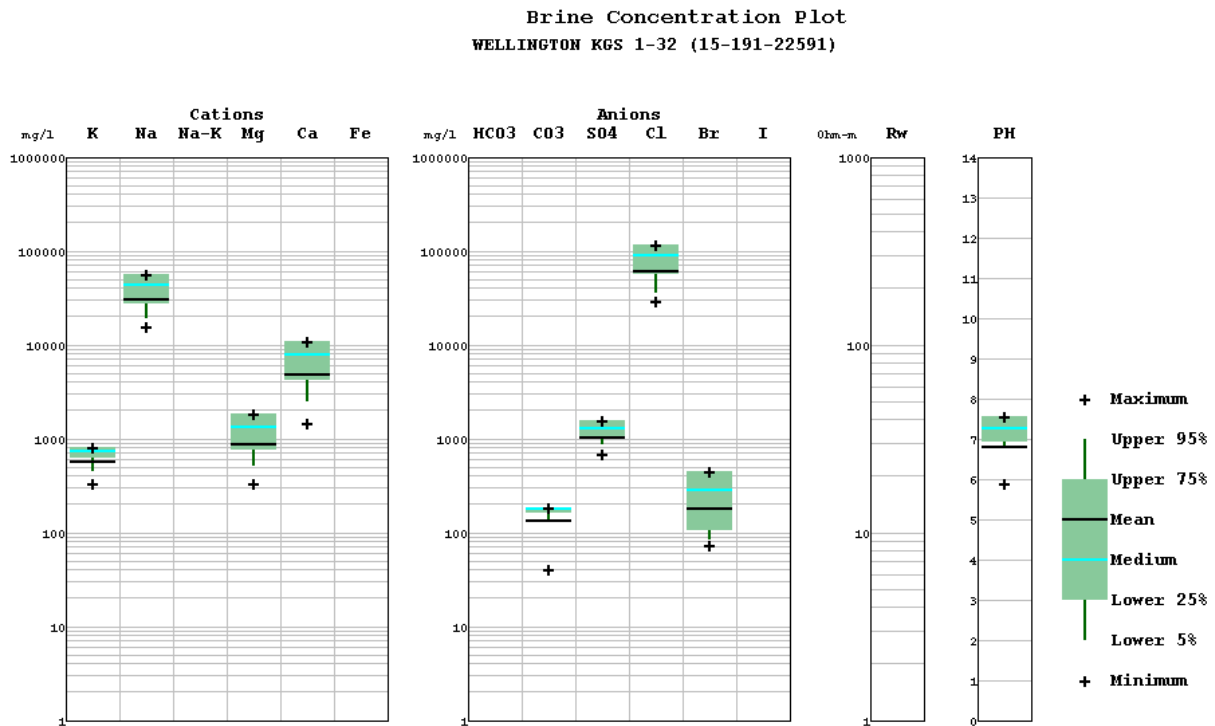 Brine Concentration Plot
WELLINGTON KGS 1-32 (15-191-22591)
Cations Anions
mg/l K Na Na-K Mg Ca Fe mg/l HCO3 CO3 SO4 Cl Br I Ohm-m Rw PH
1000000 1000000 1000 14
13
100000 100000 12
11
10
10000 10000 100 9
8 Maximum
1000 1000 7 Upper 95%
6 Upper 75%
100 100 10 5 Mean
4 Medium
10 10 3 Lower 25%
2 Lower 5%
1 Minimum
1 1 1 0